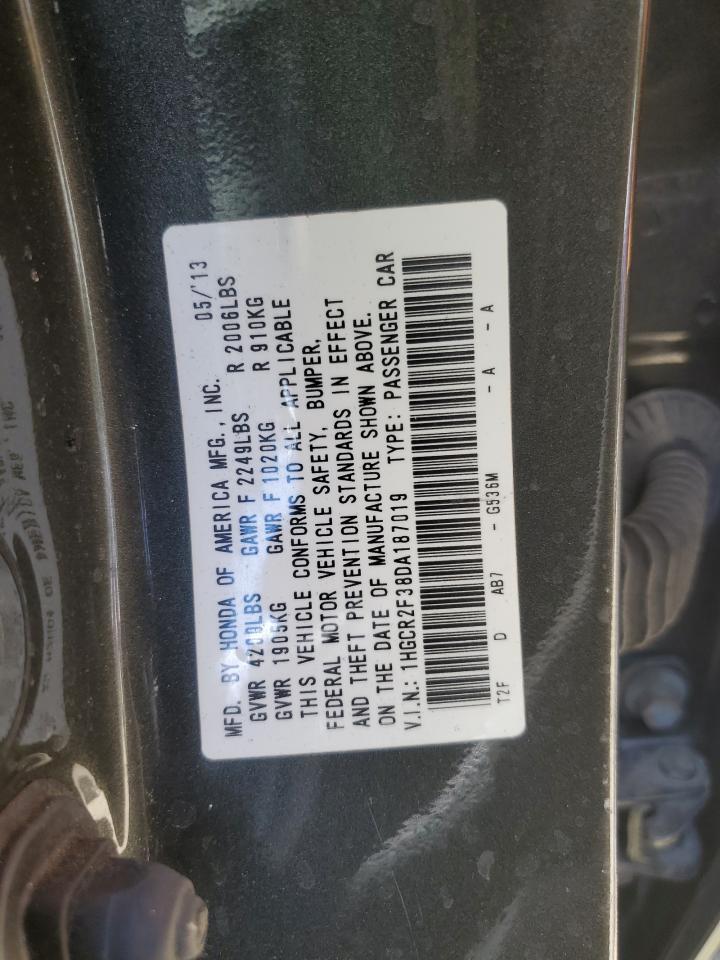 MFD. BY HONDA OF AMERICA MFG., INC. 05/'13
GVWR 4200LBS GAWR F 2249LBS R 2006LBS
GVWR 1905KG GAWR F 1020KG R 910KG
THIS VEHICLE CONFORMS TO ALL APPLICABLE
FEDERAL MOTOR VEHICLE SAFETY, BUMPER,
AND THEFT PREVENTION STANDARDS IN EFFECT
ON THE DATE OF MANUFACTURE SHOWN ABOVE.
V.I.N.: 1HGCR2F38DA187019 TYPE: PASSENGER CAR
T2F D AB7 - G536M - A - A